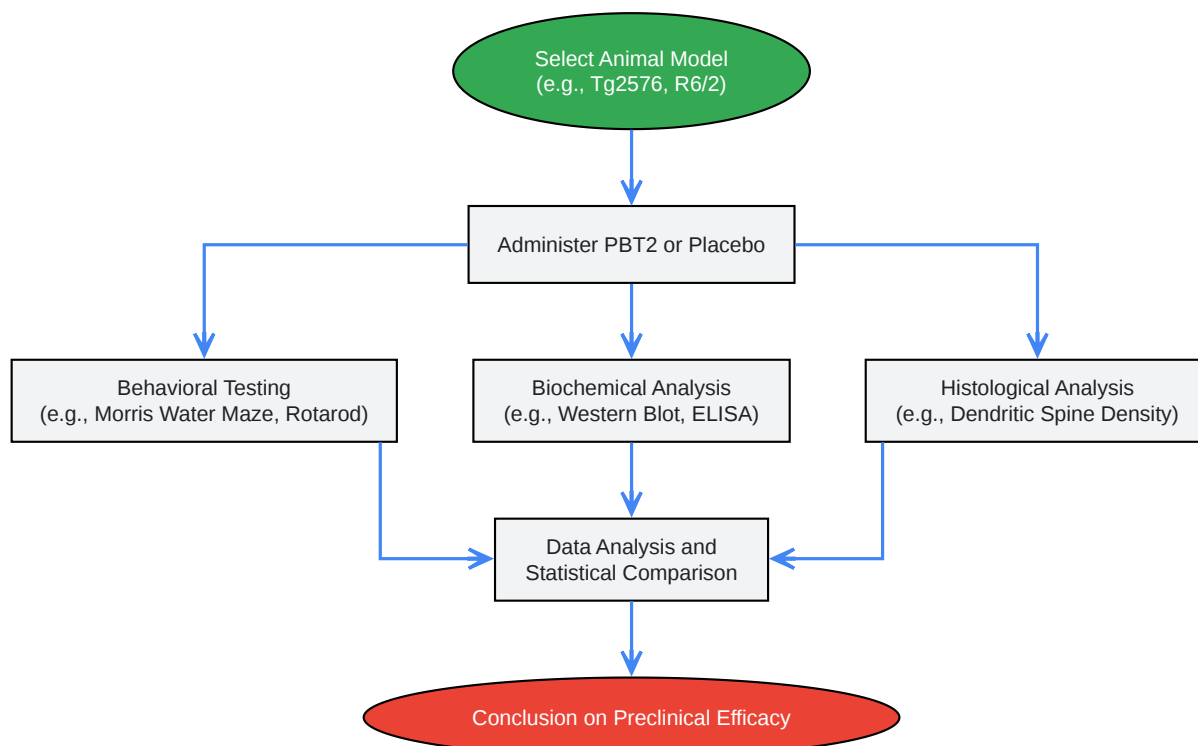 Select Animal Model
(e.g., Tg2576, R6/2)
Administer PBT2 or Placebo
Behavioral Testing
(e.g., Morris Water Maze, Rotarod)
Biochemical Analysis
(e.g., Western Blot, ELISA)
Histological Analysis
(e.g., Dendritic Spine Density)
Data Analysis and
Statistical Comparison
Conclusion on Preclinical Efficacy